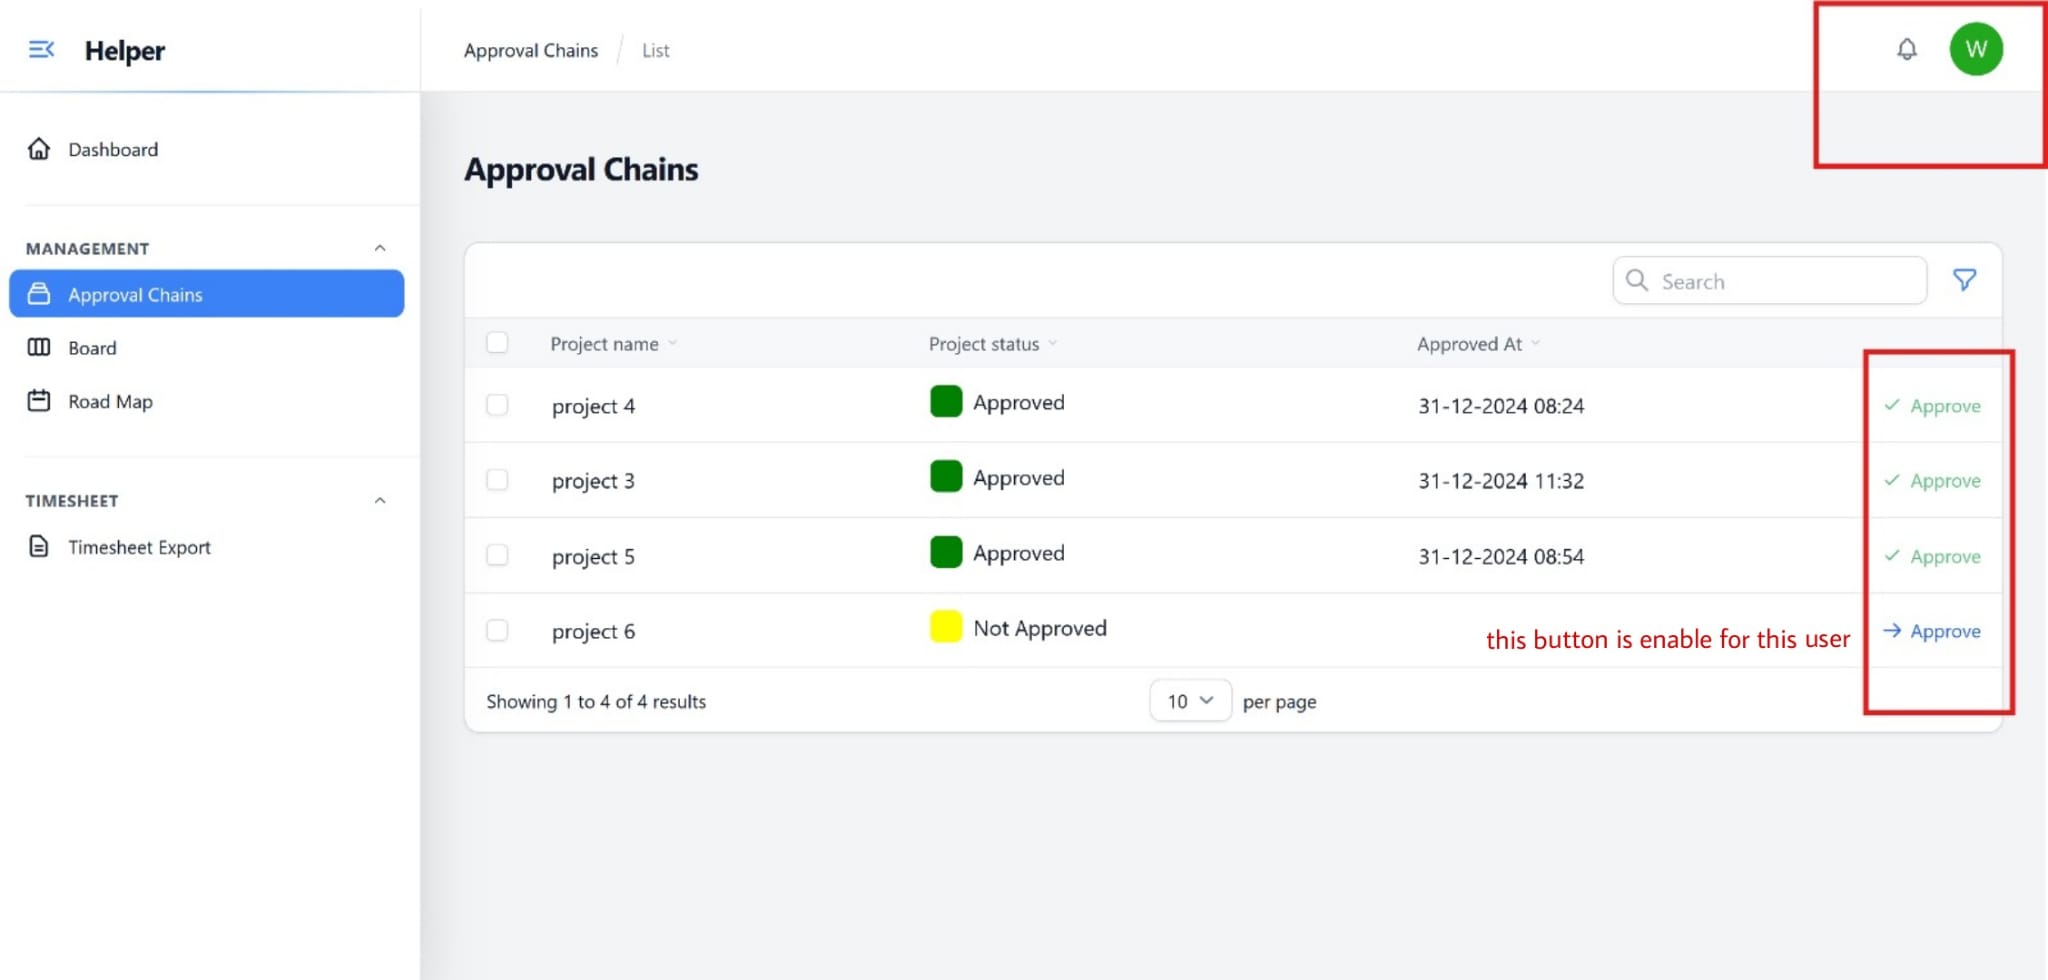 Helper
Approval Chains / List
W
Dashboard
Approval Chains
MANAGEMENT
Approval Chains
Board
Road Map
TIMESHEET
Timesheet Export
Search
Project name Project status Approved At
project 4 Approved 31-12-2024 08:24 Approve
project 3 Approved 31-12-2024 11:32 Approve
project 5 Approved 31-12-2024 08:54 Approve
project 6 Not Approved this button is enable for this user Approve
Showing 1 to 4 of 4 results 10 per page